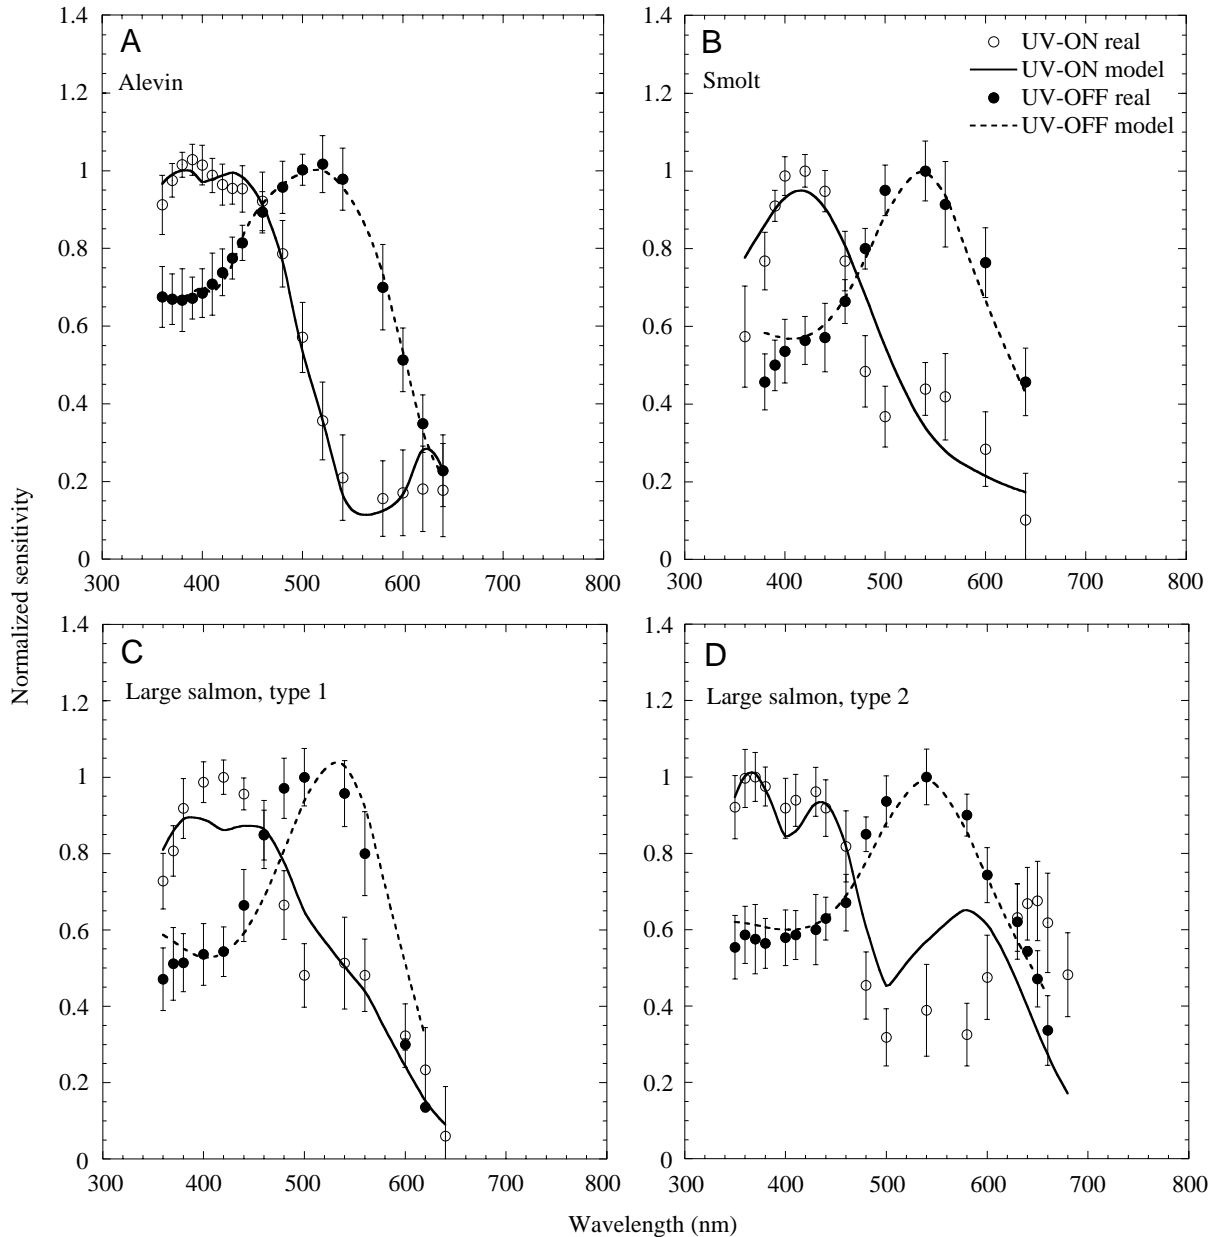 A
Alevin
1.4
1.2
1
0.8
0.6
0.4
0.2
0
300 400 500 600 700 800
B
Smolt
UV-ON real
UV-ON model
UV-OFF real
UV-OFF model
1.4
1.2
1
0.8
0.6
0.4
0.2
0
300 400 500 600 700 800
Normalized sensitivity
C
Large salmon, type 1
1.4
1.2
1
0.8
0.6
0.4
0.2
0
300 400 500 600 700 800
D
Large salmon, type 2
1.4
1.2
1
0.8
0.6
0.4
0.2
0
300 400 500 600 700 800
Wavelength (nm)